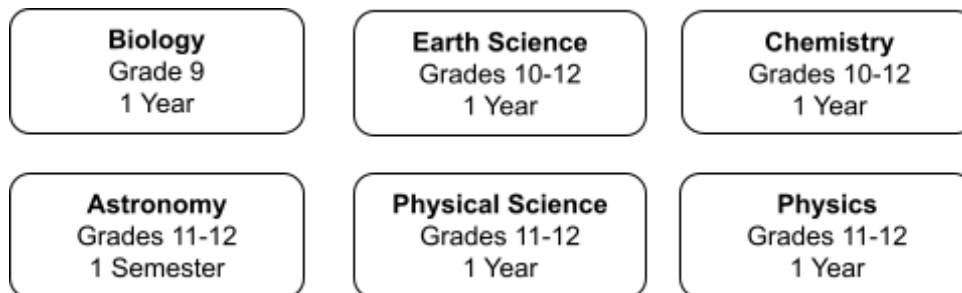 Biology
Grade 9
1 Year
Earth Science
Grades 10-12
1 Year
Chemistry
Grades 10-12
1 Year
Astronomy
Grades 11-12
1 Semester
Physical Science
Grades 11-12
1 Year
Physics
Grades 11-12
1 Year